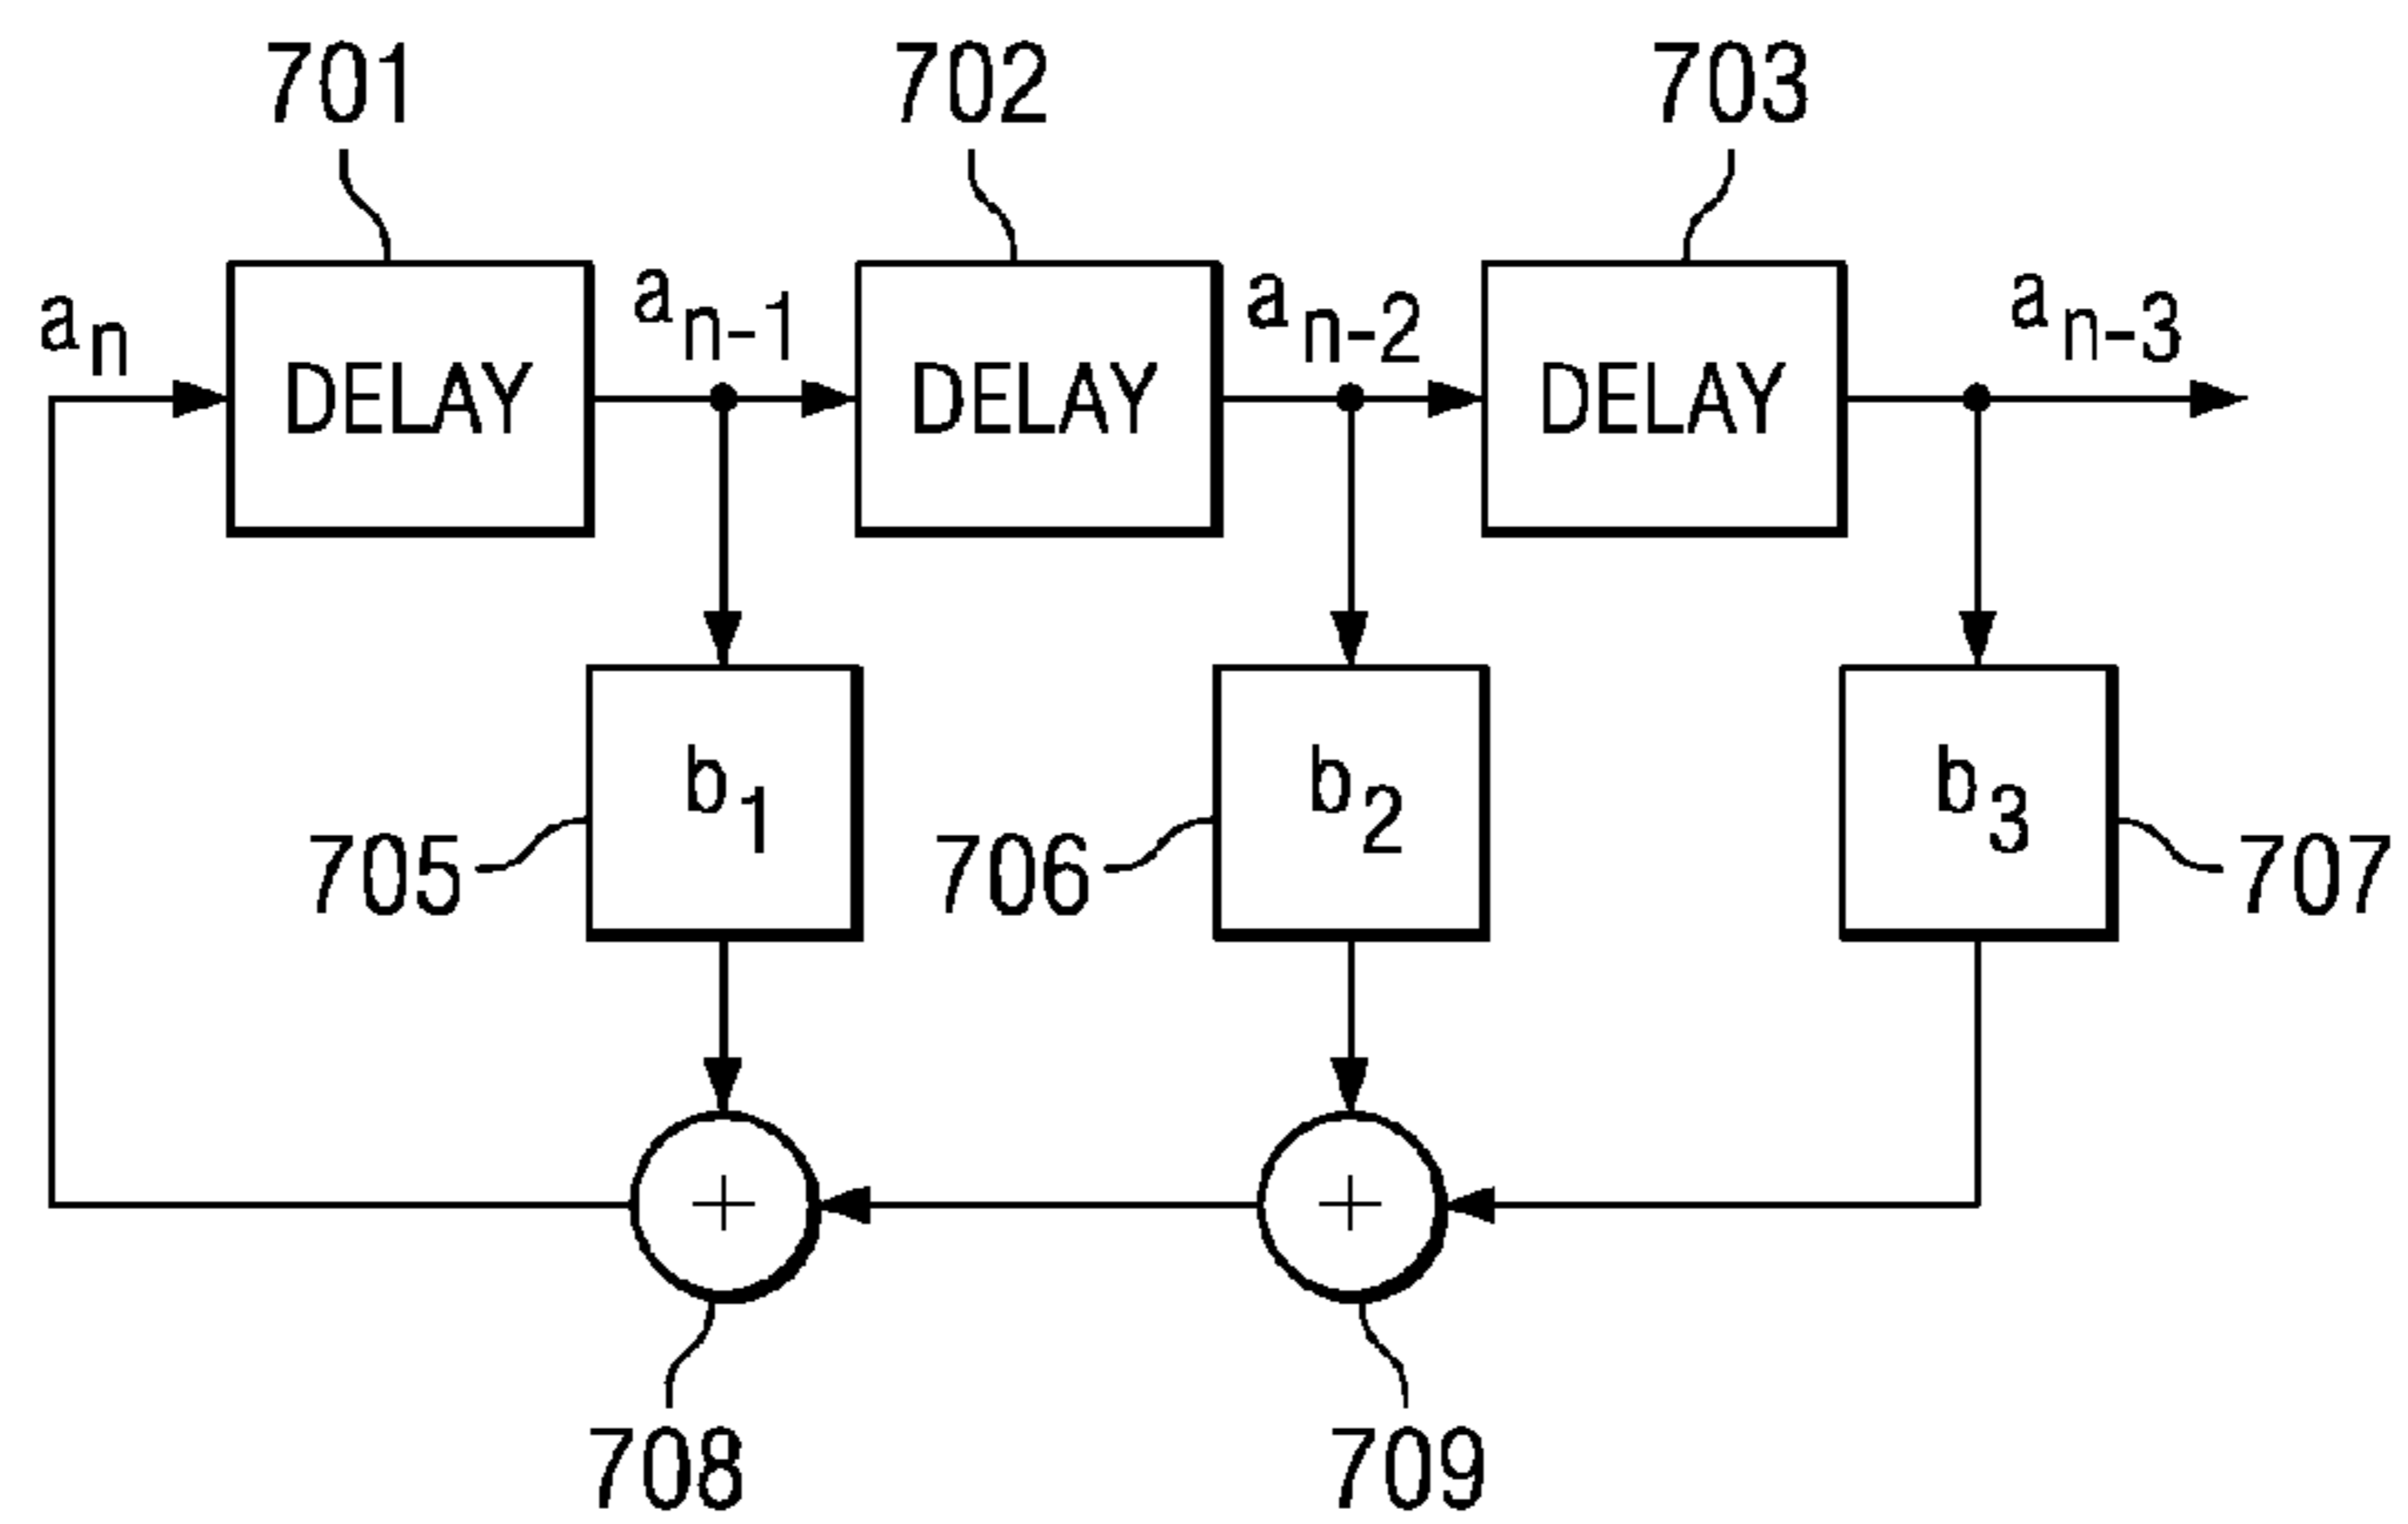 701
702
703
aₙ
aₙ₋₁
aₙ₋₂
aₙ₋₃
DELAY
DELAY
DELAY
b₁
b₂
b₃
705
706
707
+
+
708
709